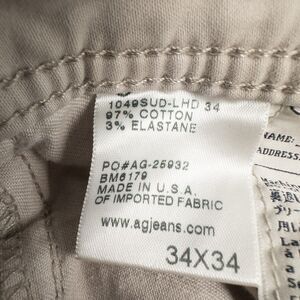 1049SUD-LHD 34
97% COTTON
3% ELASTANE
PO#AG-25932
BM6179
MADE IN U.S.A.
OF IMPORTED FABRIC
www.agjeans.com
34X34
NAME:
ADDRESS: